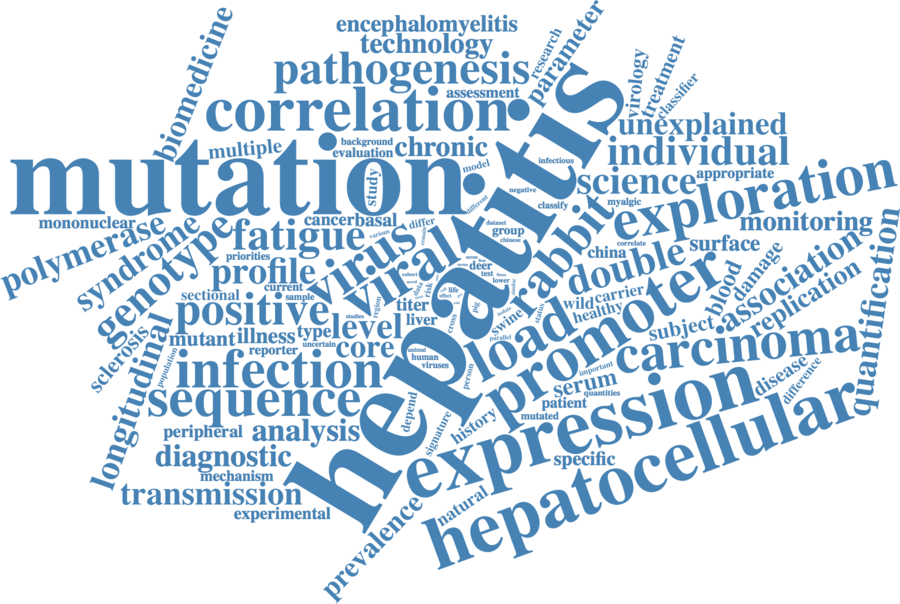 encephalomyelitis
technology
pathogenesis
research
parameter
biomedicine
correlation
assessment
virology
treatment
classifier
multiple
background
evaluation
chronic
unexplained
individual
mutation
study
model
infectious
hepatitis
science
appropriate
different
negative
classify
myalgic
exploration
monitoring
mononuclear
polymerase
syndrome
genotype
cancer
basal
fatigue
various
differ
virus
viral
dataset
group
chinese
rabbit
correlate
china
surface
priorities
profile
current
sample
sectional
positive
studies
region
data
risk
deer
test
lower
life
effect
pig
cross
double
wild
carrier
healthy
status
blood
damage
association
replication
quantification
titer
liver
level
swine
parallel
load
promoter
subject
carcinoma
mutant
illness
type
uncertain
reporter
core
sclerosis
longitudinal
population
infection
animal
human
viruses
person
important
serum
quantities
patient
mutated
disease
difference
sequence
depend
signature
history
expression
peripheral
analysis
diagnostic
mechanism
transmission
experimental
specific
hepatocellular
natural
prevalence